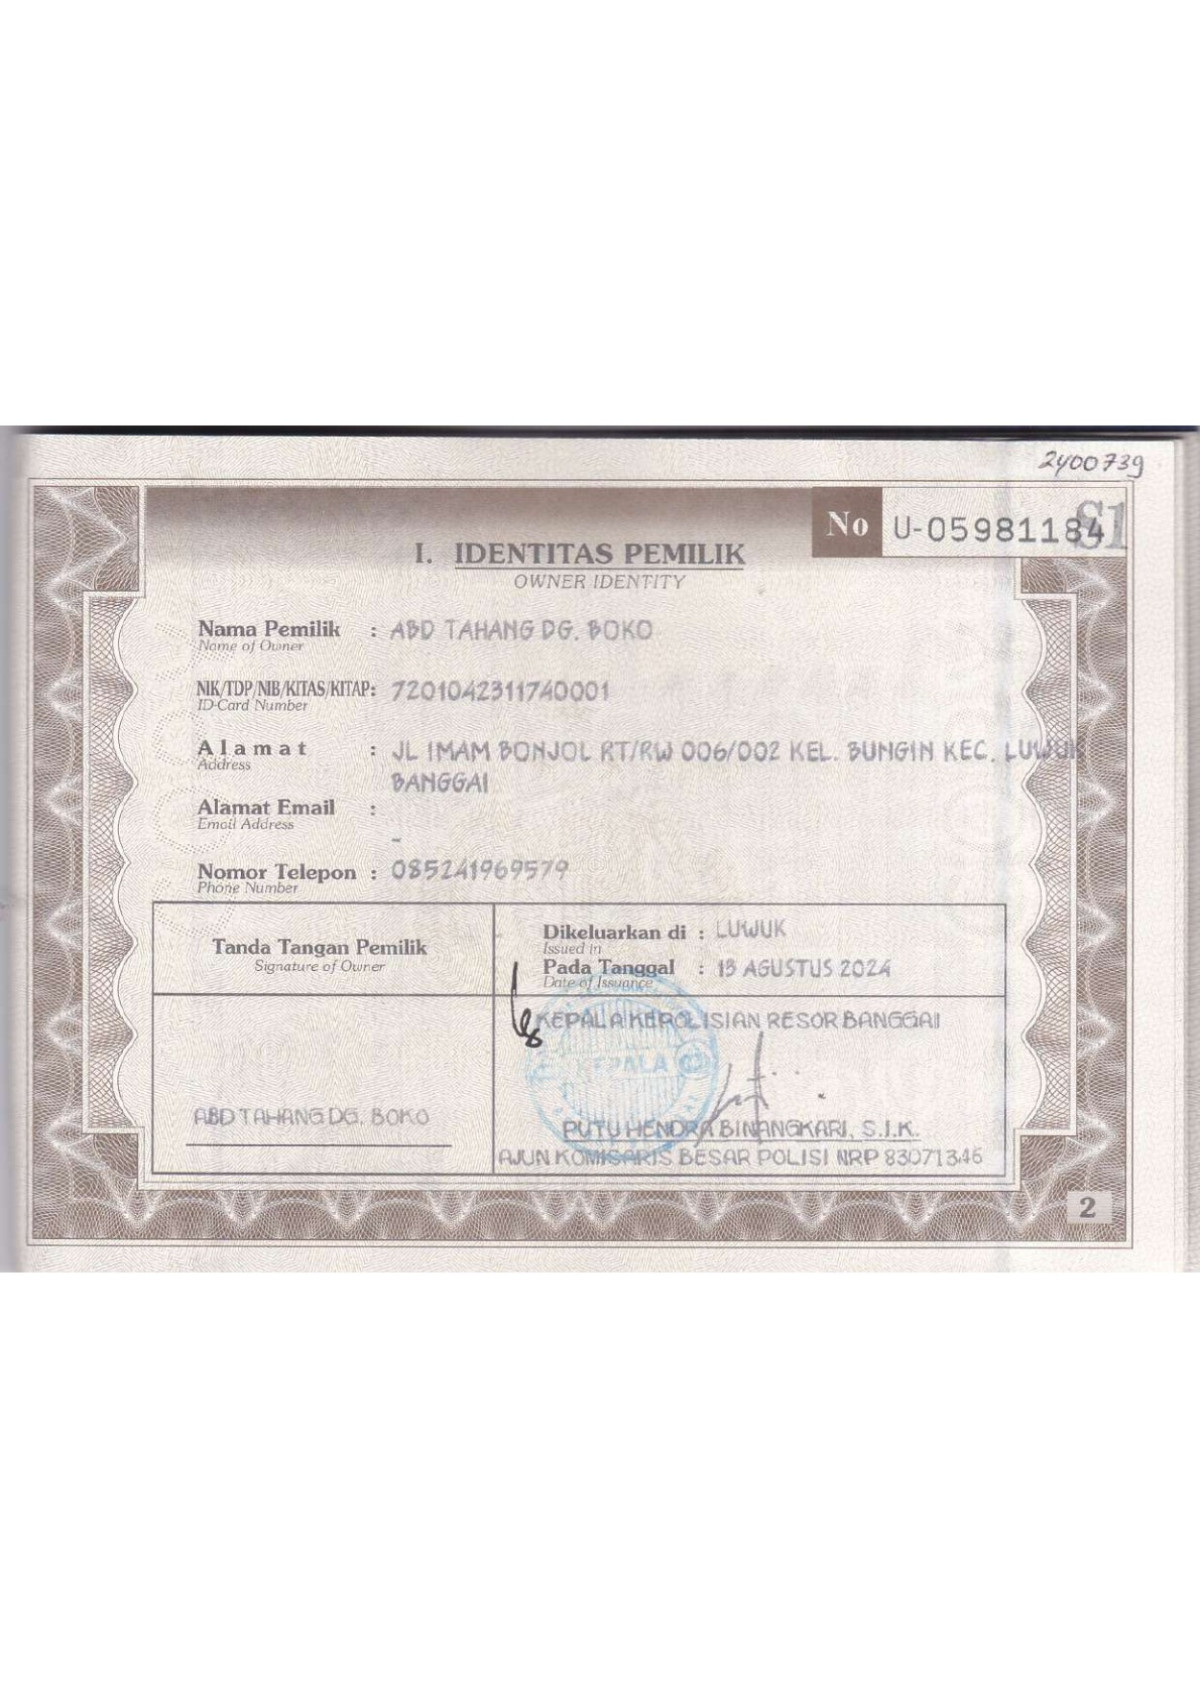 2400739
No U-05981184
S1
I. IDENTITAS PEMILIK
OWNER IDENTITY
Nama Pemilik : ABD TAHANG DG. BOKO
Name of Owner
NIK/TDP/NIB/KITAS/KITAP: 7201042311740001
ID-Card Number
Alamat : JL IMAM BONJOL RT/RW 006/002 KEL. BUNGIN KEC. LUWUK
Address
BANGGAI
Alamat Email :
Email Address
-
Nomor Telepon : 085241969579
Phone Number
Tanda Tangan Pemilik
Signature of Owner
Dikeluarkan di : LUWUK
Issued in
Pada Tanggal : 13 AGUSTUS 2024
Date of Issuance
KEPALA KEPOLISIAN RESOR BANGGAI
KEPALA
ABD TAHANG DG. BOKO
PUTU HENDRA BINANGKARI, S.I.K.
AJUN KOMISARIS BESAR POLISI NRP 83071346
2